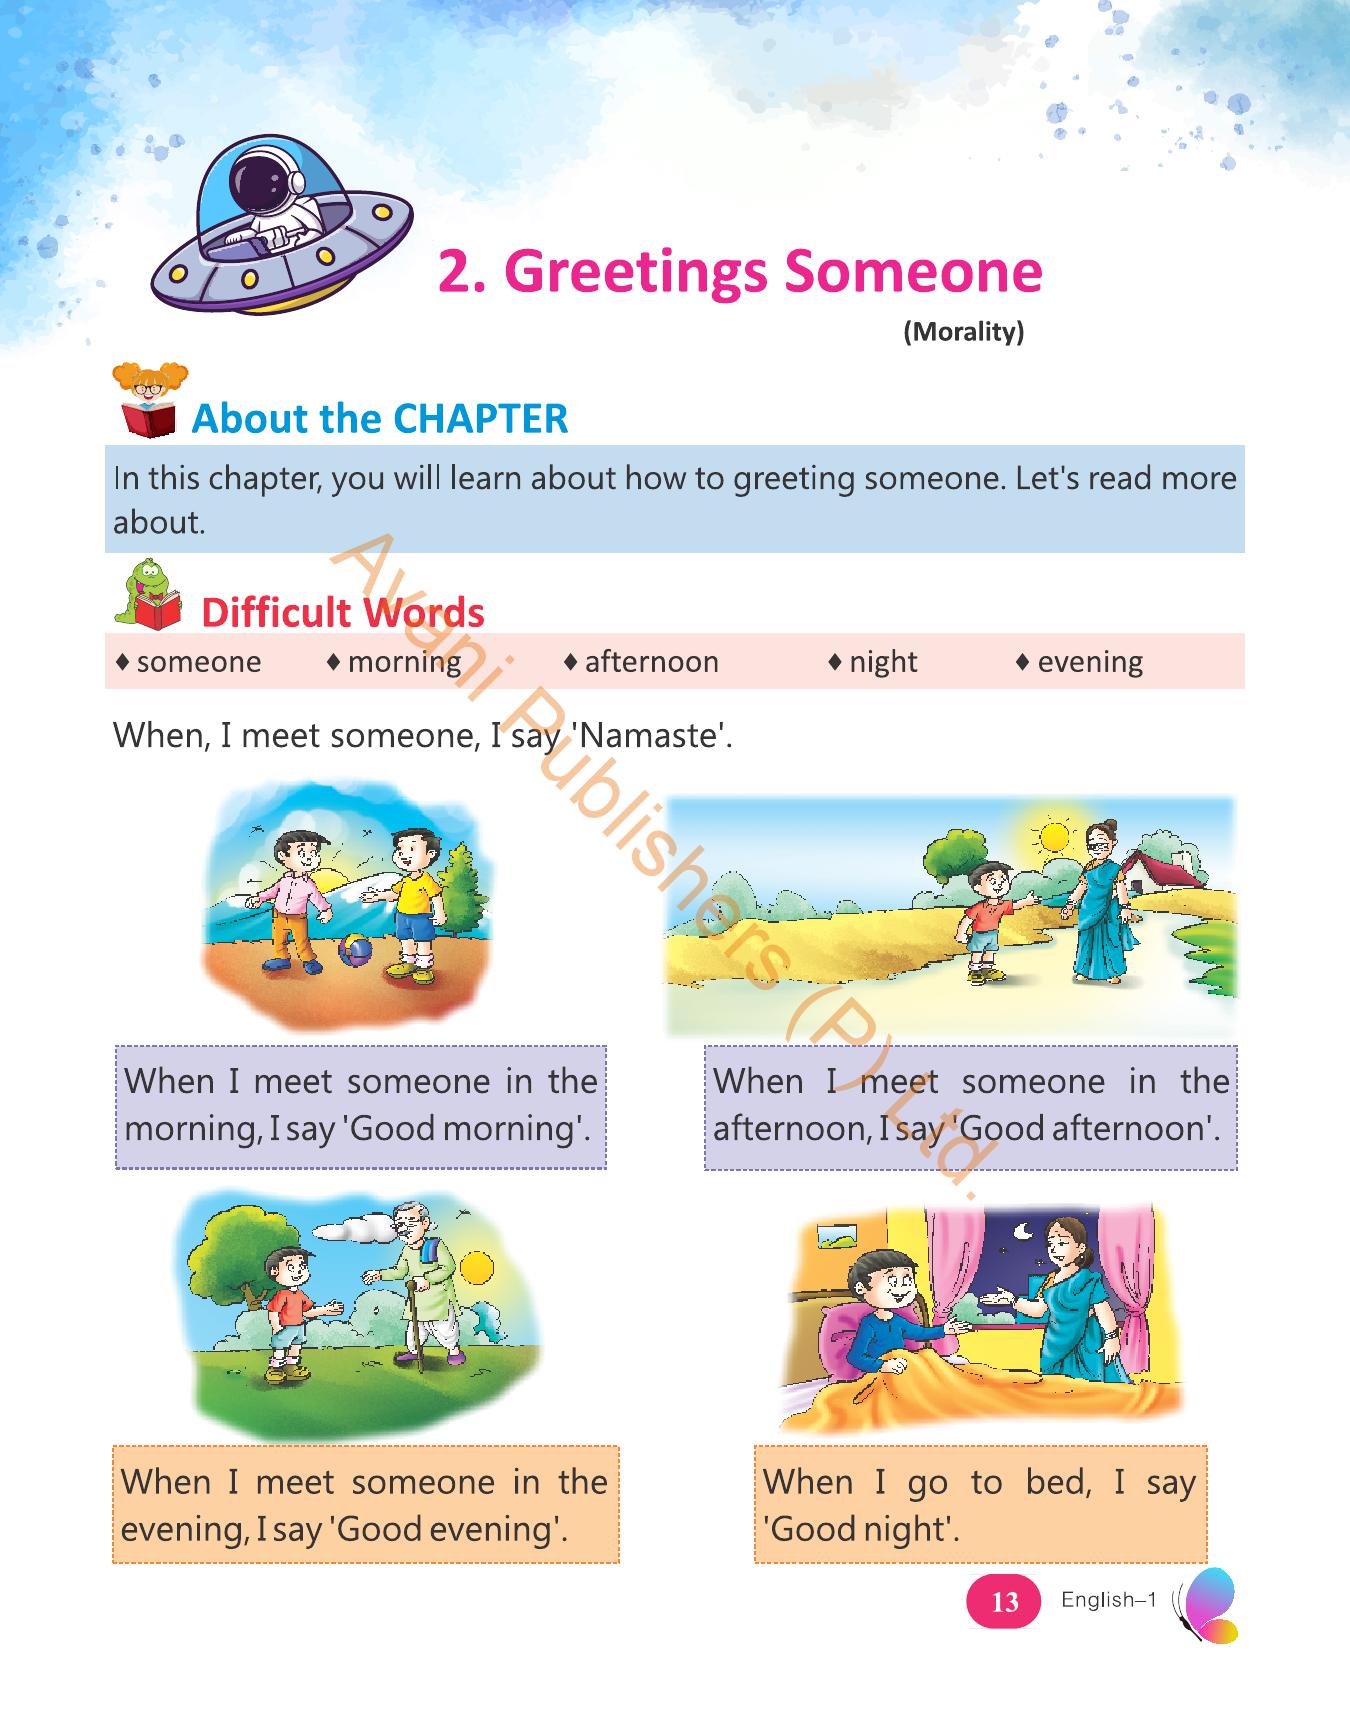 2. Greetings Someone
(Morality)
About the CHAPTER
In this chapter, you will learn about how to greeting someone. Let's read more
about.
Difficult Words
♦ someone ♦ morning ♦ afternoon ♦ night ♦ evening
When, I meet someone, I say 'Namaste'.
When I meet someone in the
morning, I say 'Good morning'.
When I meet someone in the
afternoon, I say 'Good afternoon'.
When I meet someone in the
evening, I say 'Good evening'.
When I go to bed, I say
'Good night'.
13 English–1
Avani Publishers (P) Ltd.